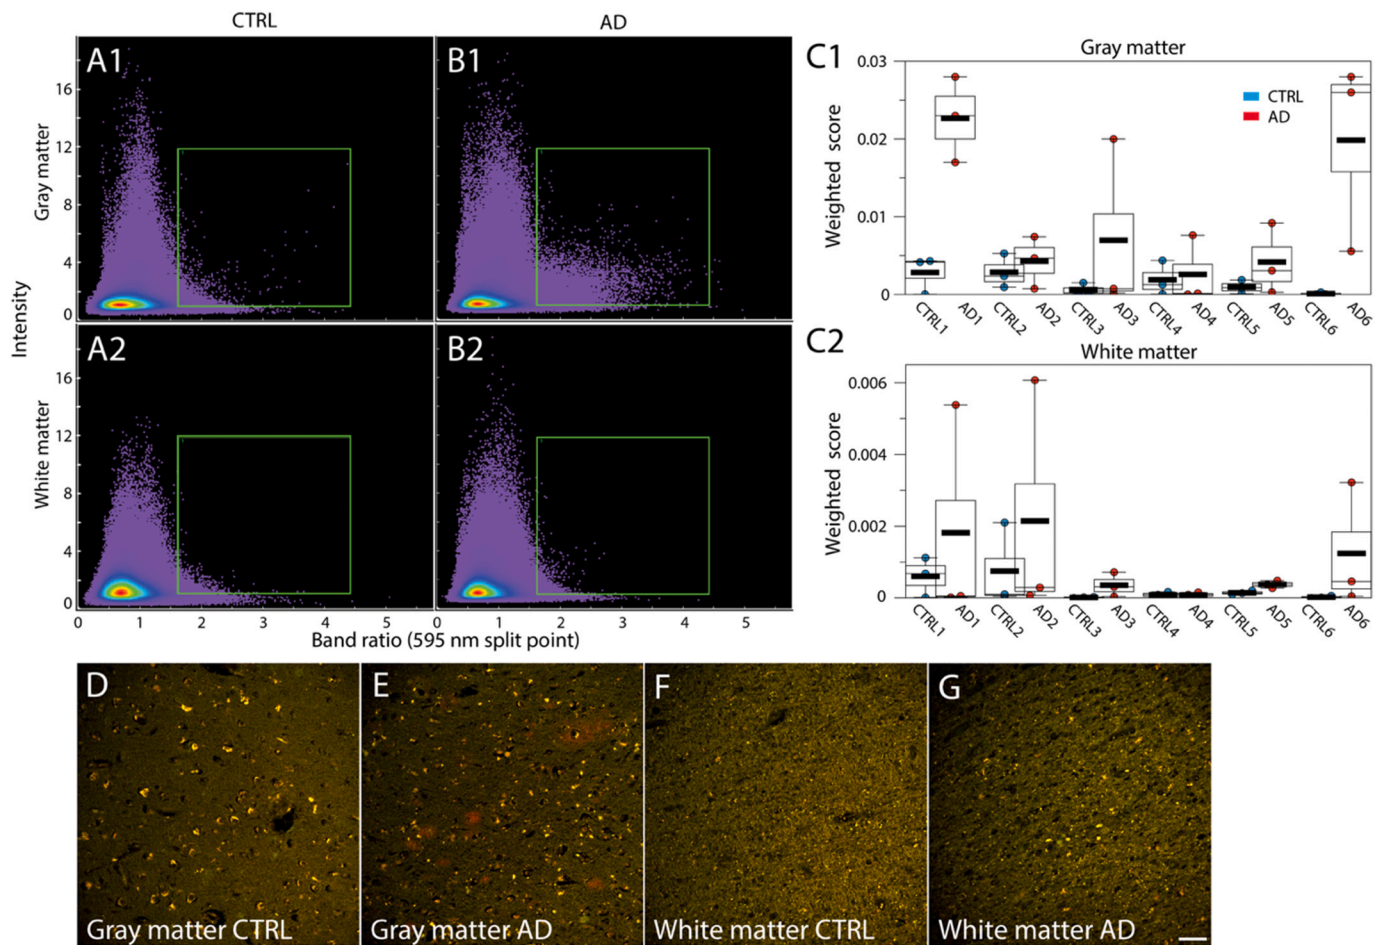 CTRL
AD
A1
B1
Gray matter
16
12
8
4
0
Intensity
A2
B2
White matter
16
12
8
4
0
0
1
2
3
4
5
0
1
2
3
4
5
Band ratio (595 nm split point)
C1
Gray matter
Weighted score
0.03
0.02
0.01
0
CTRL
AD
CTRL1
AD1
CTRL2
AD2
CTRL3
AD3
CTRL4
AD4
CTRL5
AD5
CTRL6
AD6
C2
White matter
Weighted score
0.006
0.004
0.002
0
CTRL1
AD1
CTRL2
AD2
CTRL3
AD3
CTRL4
AD4
CTRL5
AD5
CTRL6
AD6
D
Gray matter CTRL
E
Gray matter AD
F
White matter CTRL
G
White matter AD